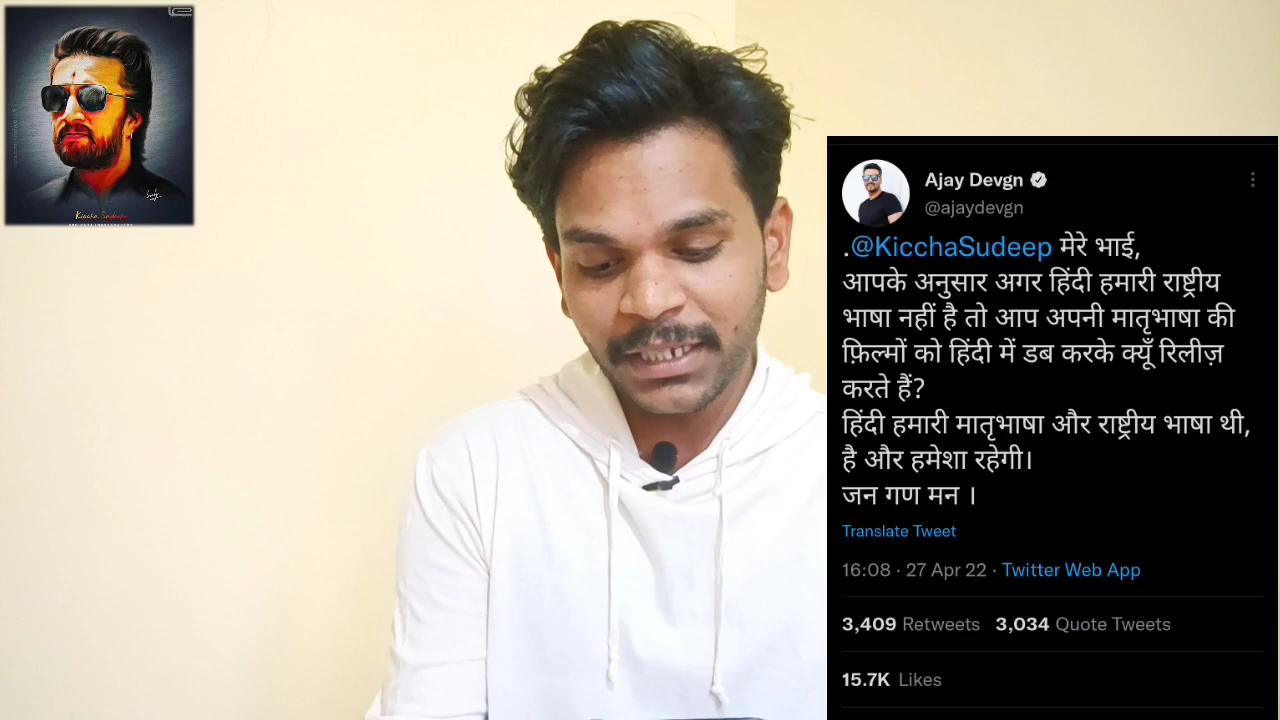 Kiccha Sudeepa
Ajay Devgn
@ajaydevgn
.@KicchaSudeep मेरे भाई,
आपके अनुसार अगर हिंदी हमारी राष्ट्रीय
भाषा नहीं है तो आप अपनी मातृभाषा की
फ़िल्मों को हिंदी में डब करके क्यूँ रिलीज़
करते हैं?
हिंदी हमारी मातृभाषा और राष्ट्रीय भाषा थी,
है और हमेशा रहेगी।
जन गण मन ।
Translate Tweet
16:08 · 27 Apr 22 · Twitter Web App
3,409 Retweets 3,034 Quote Tweets
15.7K Likes